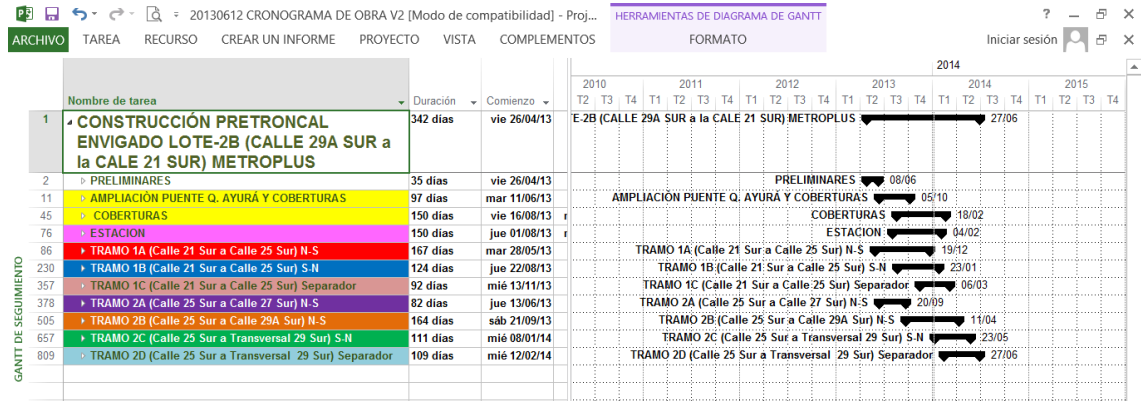 20130612 CRONOGRAMA DE OBRA V2 [Modo de compatibilidad] - Proj...
HERRAMIENTAS DE DIAGRAMA DE GANTT
?
ARCHIVO TAREA RECURSO CREAR UN INFORME PROYECTO VISTA COMPLEMENTOS FORMATO Iniciar sesión
2014
2010 2011 2012 2013 2014 2015
Nombre de tarea Duración Comienzo T2 T3 T4 T1 T2 T3 T4 T1 T2 T3 T4 T1 T2 T3 T4 T1 T2 T3 T4 T1 T2 T3 T4
1 CONSTRUCCIÓN PRETRONCAL 342 días vie 26/04/13 E-2B (CALLE 29A SUR a la CALE 21 SUR) METROPLUS 27/06
ENVIGADO LOTE-2B (CALLE 29A SUR a
la CALE 21 SUR) METROPLUS
2 PRELIMINARES 35 días vie 26/04/13 PRELIMINARES 08/06
11 AMPLIACIÓN PUENTE Q. AYURÁ Y COBERTURAS 97 días mar 11/06/13 AMPLIACIÓN PUENTE Q. AYURÁ Y COBERTURAS 05/10
45 COBERTURAS 150 días vie 16/08/13 COBERTURAS 18/02
76 ESTACION 150 días jue 01/08/13 ESTACION 04/02
86 TRAMO 1A (Calle 21 Sur a Calle 25 Sur) N-S 167 días mar 28/05/13 TRAMO 1A (Calle 21 Sur a Calle 25 Sur) N-S 19/12
230 TRAMO 1B (Calle 21 Sur a Calle 25 Sur) S-N 124 días jue 22/08/13 TRAMO 1B (Calle 21 Sur a Calle 25 Sur) S-N 23/01
357 TRAMO 1C (Calle 21 Sur a Calle 25 Sur) Separador 92 días mié 13/11/13 TRAMO 1C (Calle 21 Sur a Calle 25 Sur) Separador 06/03
378 TRAMO 2A (Calle 25 Sur a Calle 27 Sur) N-S 82 días jue 13/06/13 TRAMO 2A (Calle 25 Sur a Calle 27 Sur) N-S 20/09
505 TRAMO 2B (Calle 25 Sur a Calle 29A Sur) N-S 164 días sáb 21/09/13 TRAMO 2B (Calle 25 Sur a Calle 29A Sur) N-S 11/04
657 TRAMO 2C (Calle 25 Sur a Transversal 29 Sur) S-N 111 días mié 08/01/14 TRAMO 2C (Calle 25 Sur a Transversal 29 Sur) S-N 23/05
809 TRAMO 2D (Calle 25 Sur a Transversal 29 Sur) Separador 109 días mié 12/02/14 TRAMO 2D (Calle 25 Sur a Transversal 29 Sur) Separador 27/06
GANTT DE SEGUIMIENTO